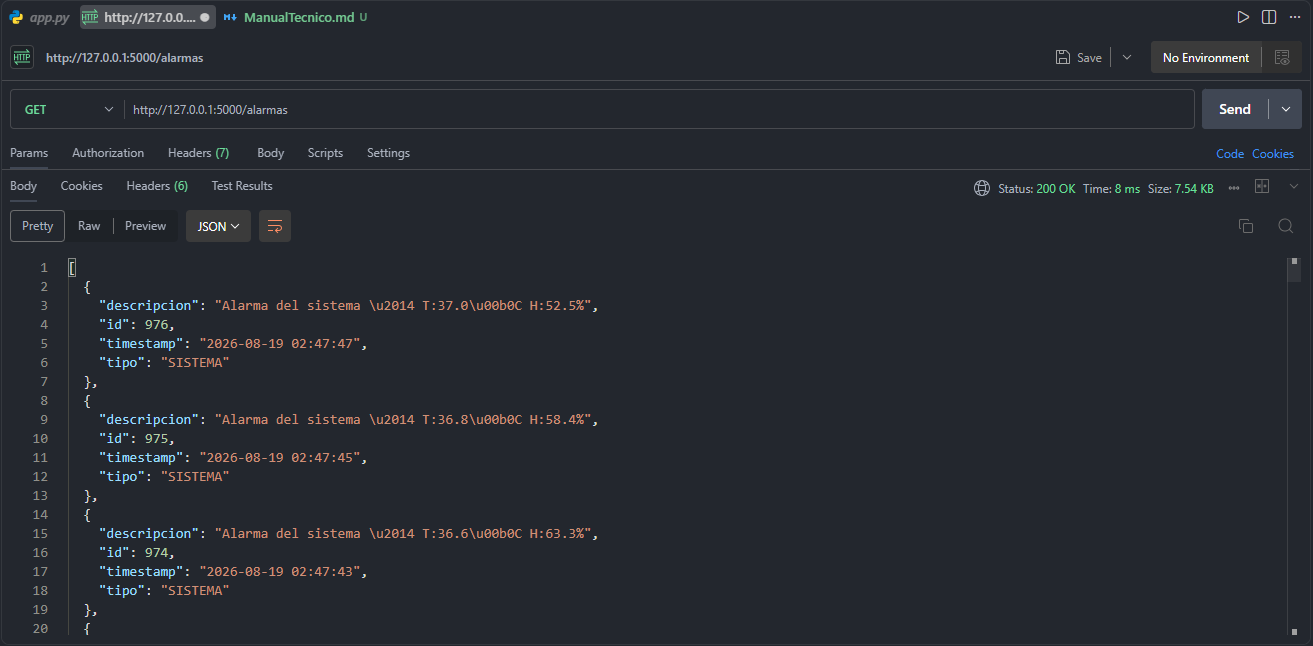 app.py HTTP http://127.0.0.... M↓ ManualTecnico.md U
HTTP http://127.0.0.1:5000/alarmas Save No Environment
GET http://127.0.0.1:5000/alarmas Send
Params Authorization Headers (7) Body Scripts Settings Code Cookies
Body Cookies Headers (6) Test Results Status: 200 OK Time: 8 ms Size: 7.54 KB
Pretty Raw Preview JSON
1 [
2 {
3 "descripcion": "Alarma del sistema \u2014 T:37.0\u00b0C H:52.5%",
4 "id": 976,
5 "timestamp": "2026-08-19 02:47:47",
6 "tipo": "SISTEMA"
7 },
8 {
9 "descripcion": "Alarma del sistema \u2014 T:36.8\u00b0C H:58.4%",
10 "id": 975,
11 "timestamp": "2026-08-19 02:47:45",
12 "tipo": "SISTEMA"
13 },
14 {
15 "descripcion": "Alarma del sistema \u2014 T:36.6\u00b0C H:63.3%",
16 "id": 974,
17 "timestamp": "2026-08-19 02:47:43",
18 "tipo": "SISTEMA"
19 },
20 {